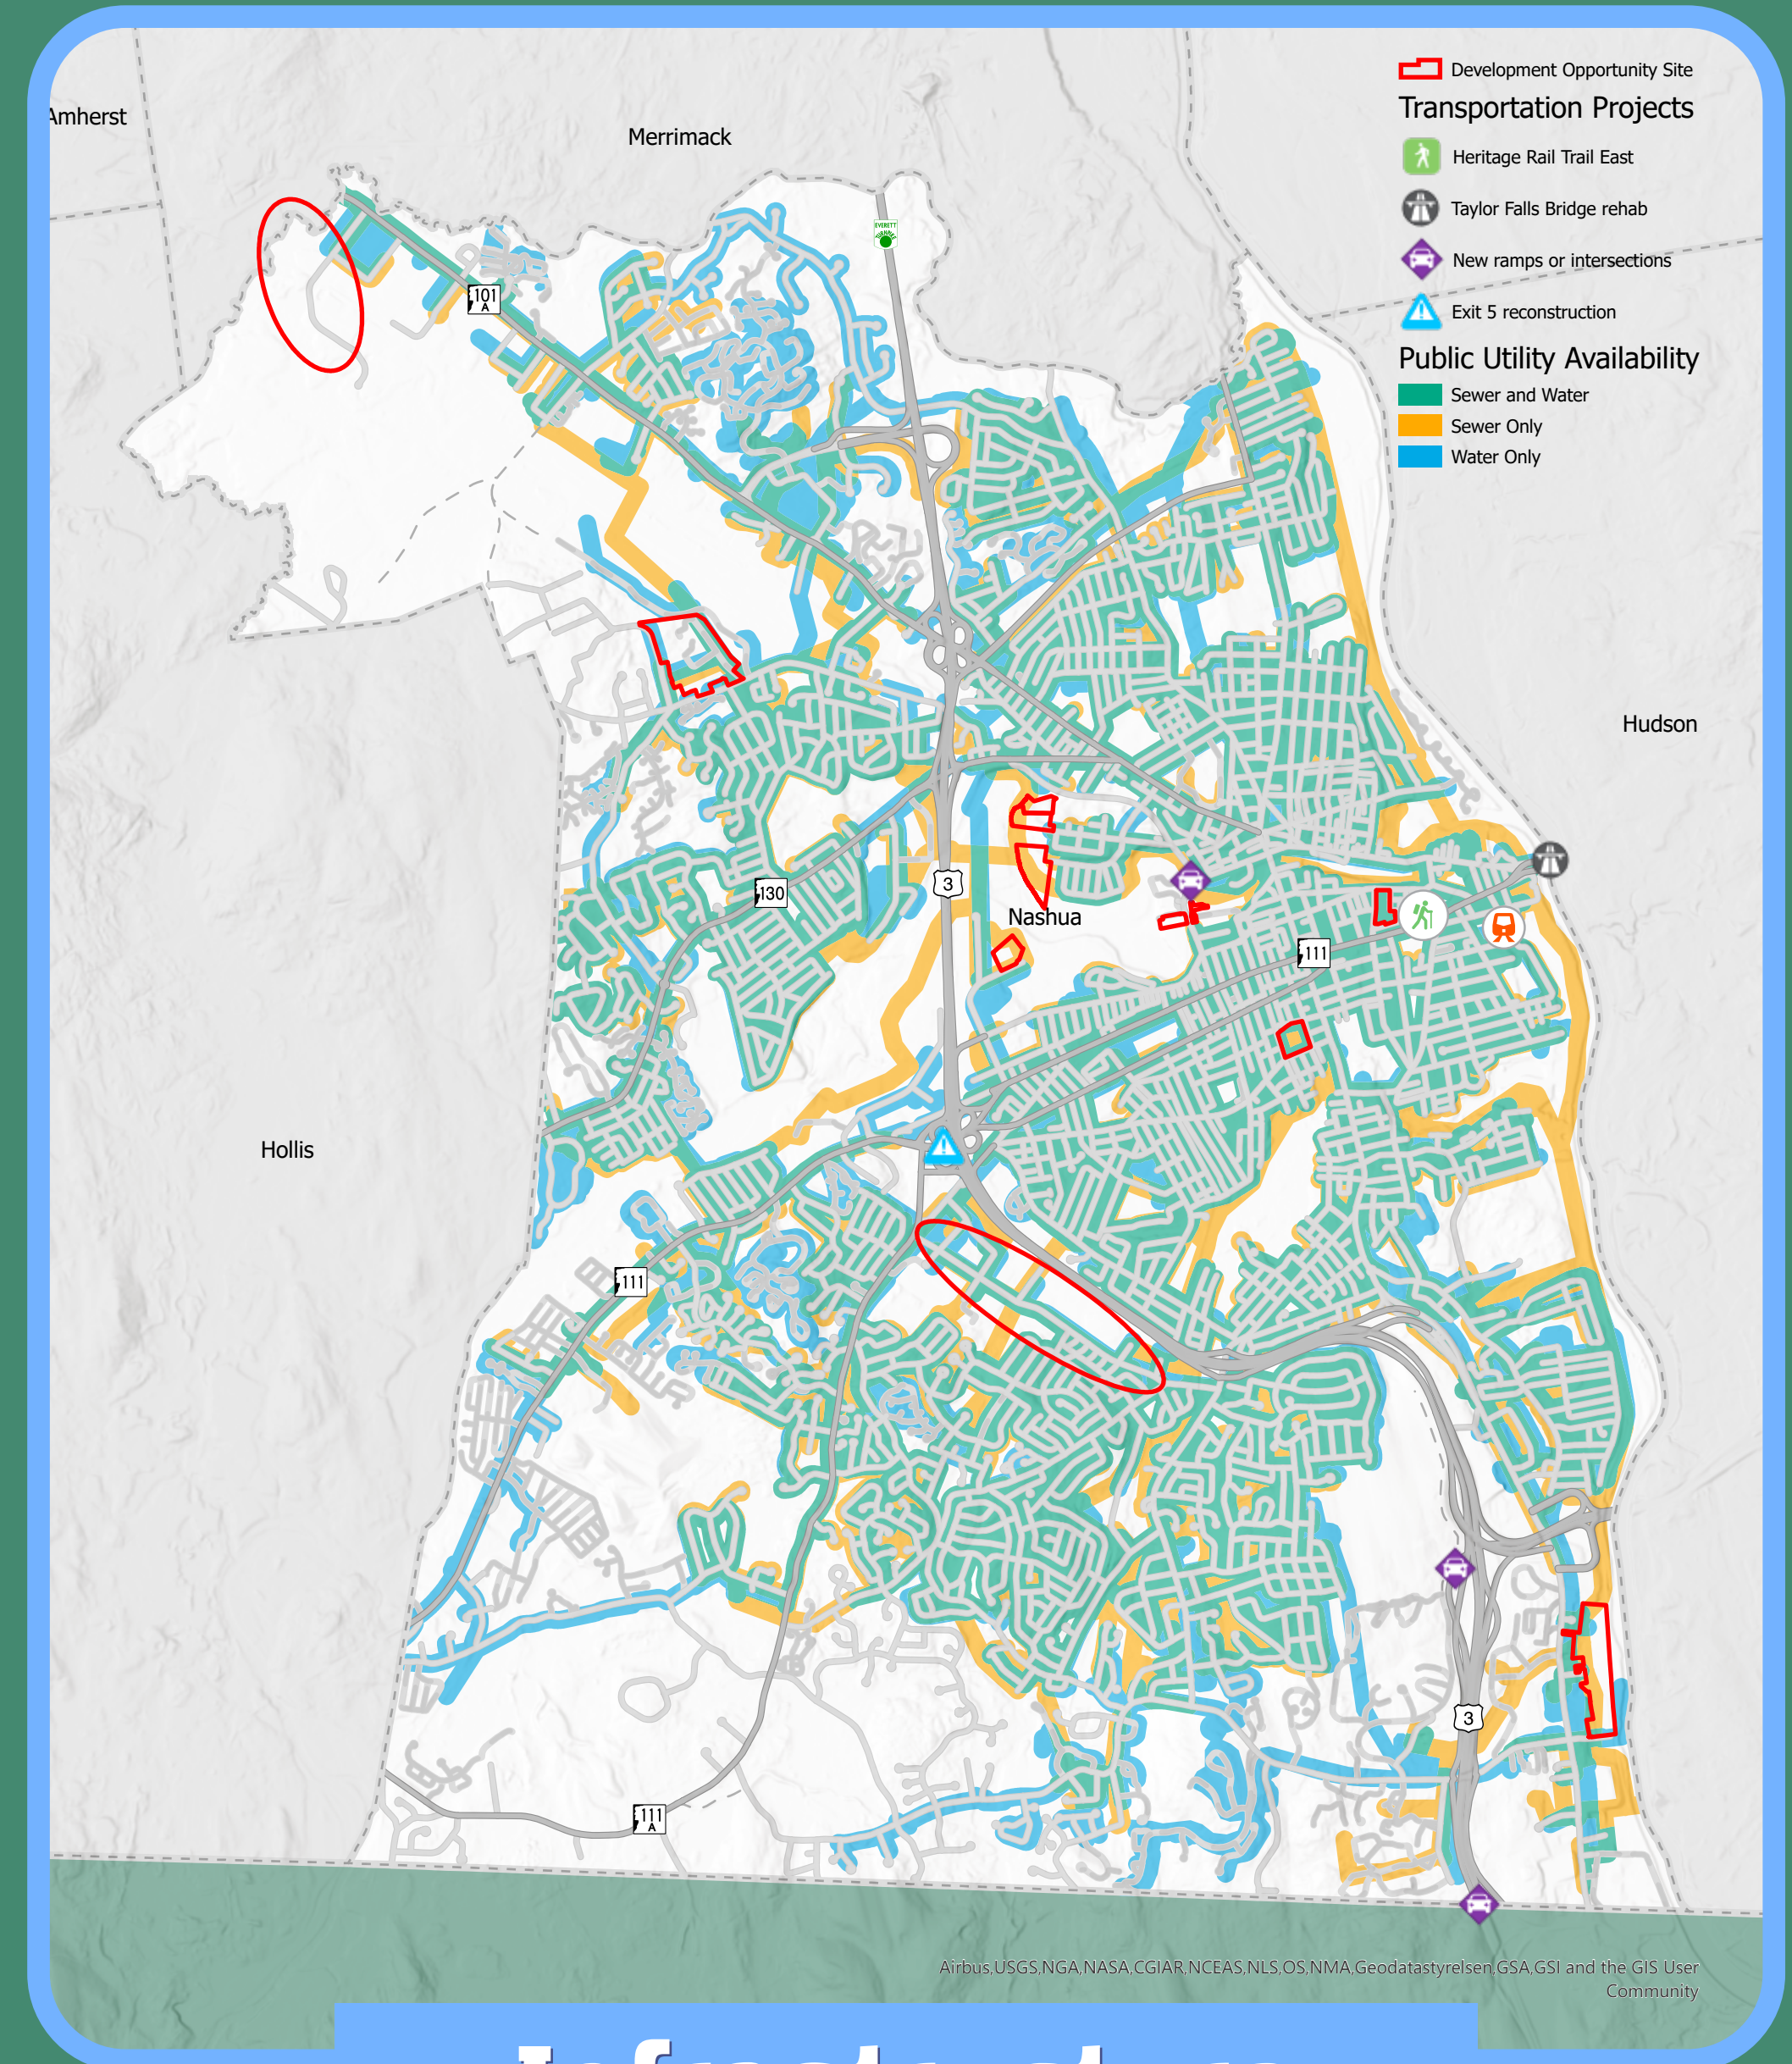 Amherst
Merrimack
Development Opportunity Site
Transportation Projects
Heritage Rail Trail East
Taylor Falls Bridge rehab
New ramps or intersections
Exit 5 reconstruction
Public Utility Availability
Sewer and Water
Sewer Only
Water Only
EVERETT
TURNPIKE
101
A
Hudson
130
3
Nashua
111
Hollis
111
3
111
A
Airbus,USGS,NGA,NASA,CGIAR,NCEAS,NLS,OS,NMA,Geodatastyrelsen,GSA,GSI and the GIS User
Community
Infrastructure